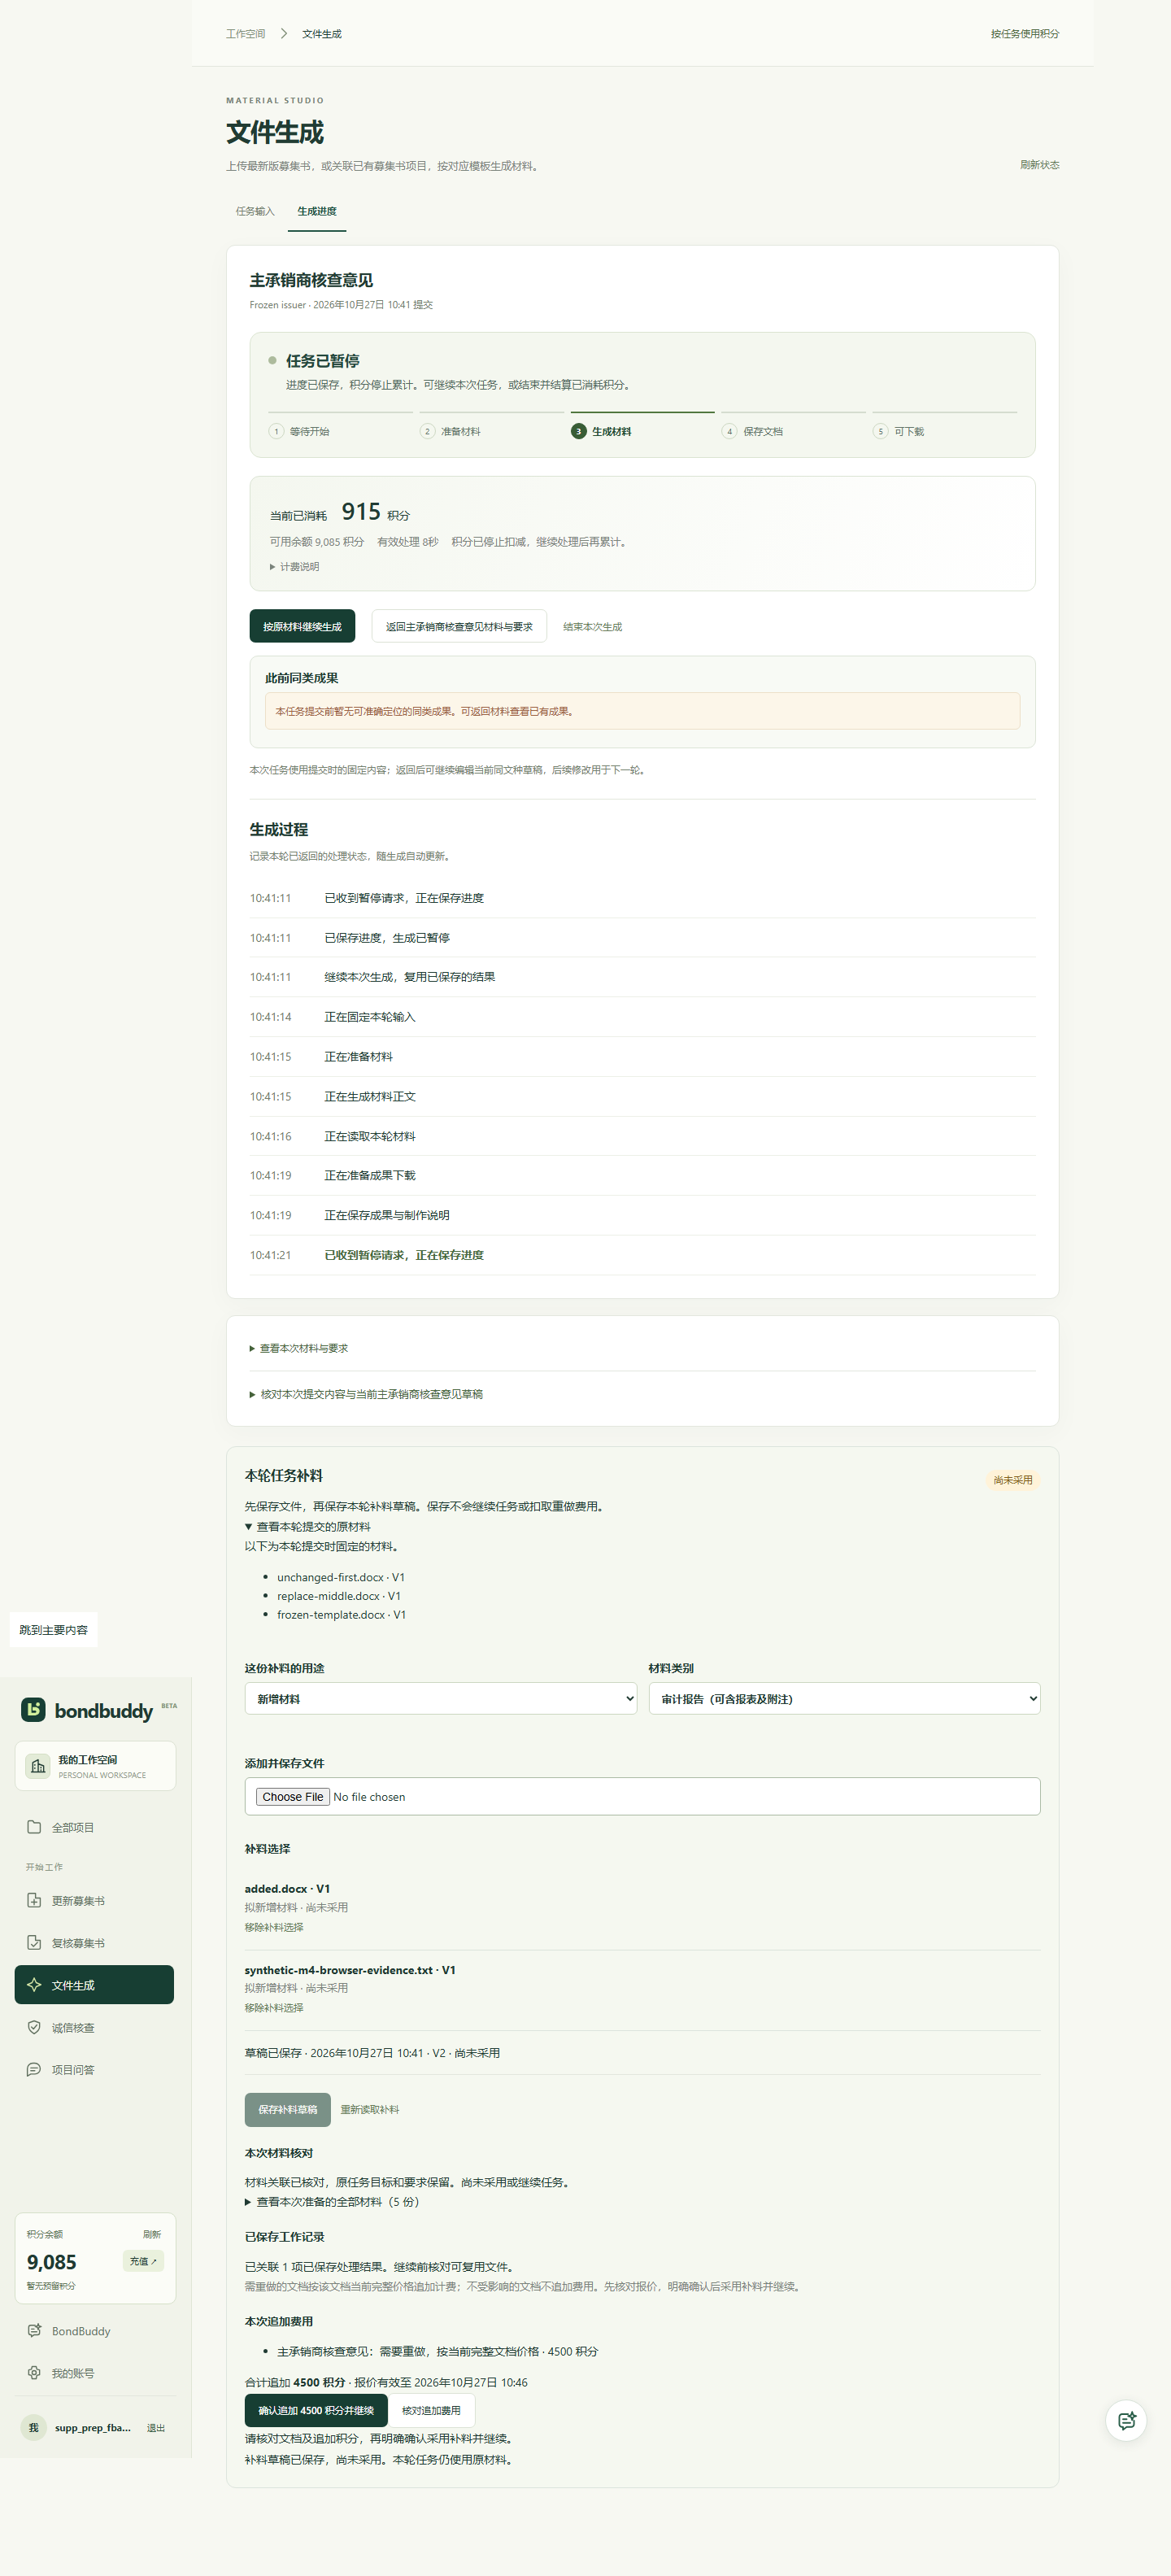 工作空间 > 文件生成
按任务使用积分
MATERIAL STUDIO
文件生成
上传最新版募集书，或关联已有募集书项目，按对应模板生成材料。
刷新状态
任务输入 生成进度
主承销商核查意见
Frozen issuer · 2026年10月27日 10:41 提交
任务已暂停
进度已保存，积分停止累计。可继续本次任务，或结束并结算已消耗积分。
1 等待开始
2 准备材料
3 生成材料
4 保存文档
5 可下载
当前已消耗 915 积分
可用余额 9,085 积分 有效处理 8秒 积分已停止扣减，继续处理后再累计。
计费说明
按原材料继续生成
返回主承销商核查意见材料与要求
结束本次生成
此前同类成果
本任务提交前暂无可准确定位的同类成果。可返回材料查看已有成果。
本次任务使用提交时的固定内容；返回后可继续编辑当前同文种草稿，后续修改用于下一轮。
生成过程
记录本轮已返回的处理状态，随生成自动更新。
10:41:11 已收到暂停请求，正在保存进度
10:41:11 已保存进度，生成已暂停
10:41:11 继续本次生成，复用已保存的结果
10:41:14 正在固定本轮输入
10:41:15 正在准备材料
10:41:15 正在生成材料正文
10:41:16 正在读取本轮材料
10:41:19 正在准备成果下载
10:41:19 正在保存成果与制作说明
10:41:21 已收到暂停请求，正在保存进度
查看本次材料与要求
核对本次提交内容与当前主承销商核查意见草稿
本轮任务补料
尚未采用
先保存文件，再保存本轮补料草稿。保存不会继续任务或扣取重做费用。
查看本轮提交的原材料
以下为本轮提交时固定的材料。
unchanged-first.docx · V1
replace-middle.docx · V1
frozen-template.docx · V1
这份补料的用途
新增材料
材料类别
审计报告（可含报表及附注）
添加并保存文件
Choose File No file chosen
补料选择
added.docx · V1
拟新增材料 · 尚未采用
移除补料选择
synthetic-m4-browser-evidence.txt · V1
拟新增材料 · 尚未采用
移除补料选择
草稿已保存 · 2026年10月27日 10:41 · V2 · 尚未采用
保存补料草稿
重新读取补料
本次材料核对
材料关联已核对，原任务目标和要求保留。尚未采用或继续任务。
查看本次准备的全部材料（5 份）
已保存工作记录
已关联 1 项已保存处理结果。继续前核对可复用文件。
需重做的文档按该文档当前完整价格追加计费；不受影响的文档不追加费用。先核对报价，明确确认后采用补料并继续。
本次追加费用
主承销商核查意见：需要重做，按当前完整文档价格 · 4500 积分
合计追加 4500 积分 · 报价有效至 2026年10月27日 10:46
确认追加 4500 积分并继续
核对追加费用
请核对文档及追加积分，再明确确认采用补料并继续。
补料草稿已保存，尚未采用。本轮任务仍使用原材料。
跳到主要内容
bondbuddy BETA
我的工作空间
PERSONAL WORKSPACE
全部项目
开始工作
更新募集书
复核募集书
文件生成
诚信核查
项目问答
积分余额 刷新
9,085 充值 ↗
暂无预留积分
BondBuddy
我的账号
我 supp_prep_fba... 退出